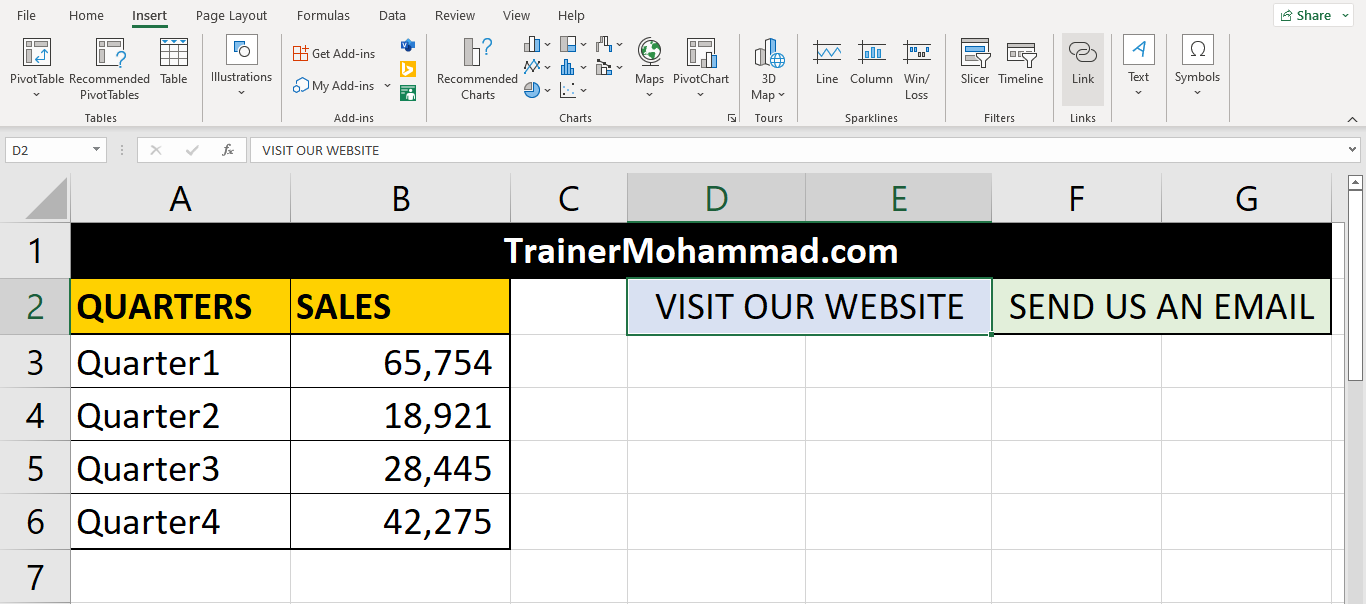 File Home Insert Page Layout Formulas Data Review View Help Share
PivotTable Recommended PivotTables Table
Tables
Illustrations
Get Add-ins
My Add-ins
Add-ins
Recommended Charts
Maps PivotChart
Charts
3D Map
Tours
Line Column Win/ Loss
Sparklines
Slicer Timeline
Filters
Link
Links
Text
Symbols
D2 fx VISIT OUR WEBSITE
A B C D E F G
1 TrainerMohammad.com
2 QUARTERS SALES VISIT OUR WEBSITE SEND US AN EMAIL
3 Quarter1 65,754
4 Quarter2 18,921
5 Quarter3 28,445
6 Quarter4 42,275
7